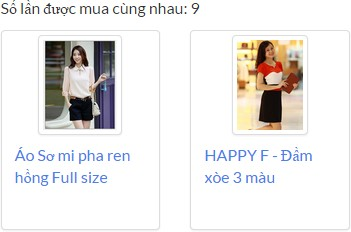 Số lần được mua cùng nhau: 9
Áo Sơ mi pha ren
hồng Full size
HAPPY F - Đầm
xòe 3 màu